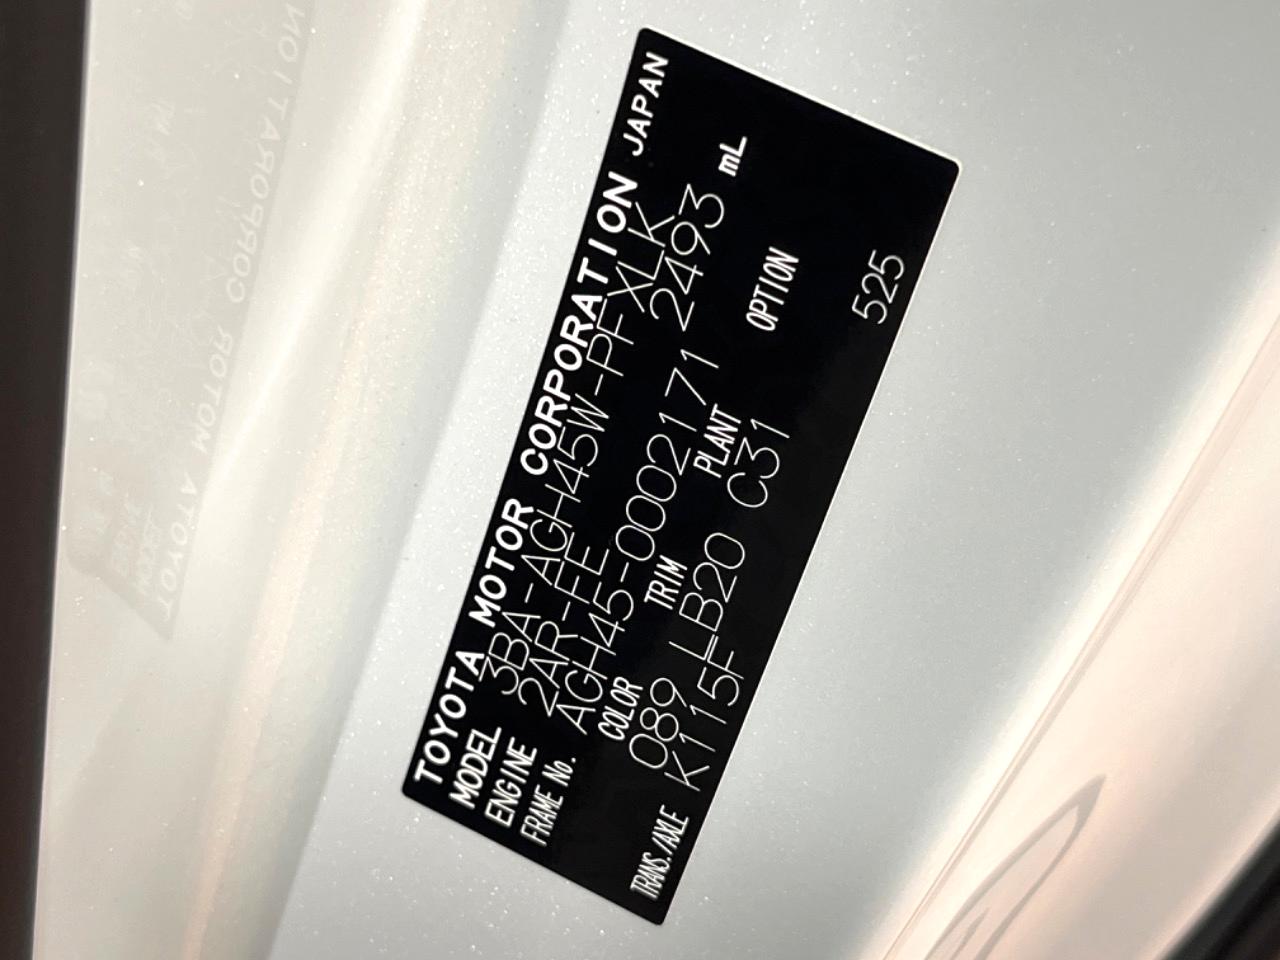 TOYOTA MOTOR CORPORATION JAPAN
MODEL 3BA-AGH45W-PFXLK
ENGINE 2AR-FE 2493 mL
FRAME No. AGH45-0002171
COLOR TRIM PLANT OPTION
089 LB20 C31
TRANS./AXLE K115F 525